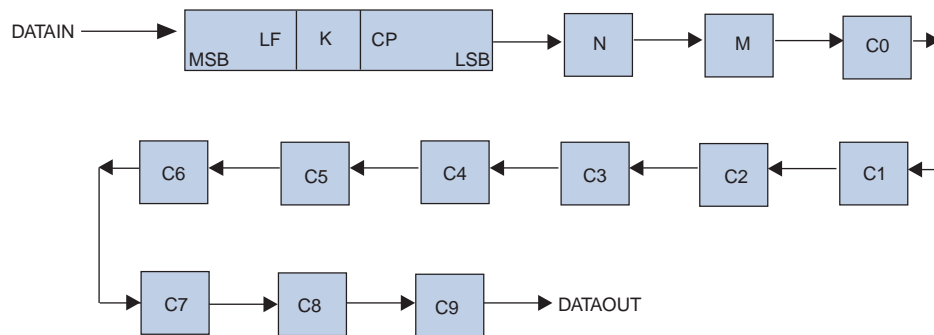 DATAIN
MSB LF K CP LSB
N
M
C0
C6
C5
C4
C3
C2
C1
C7
C8
C9
DATAOUT